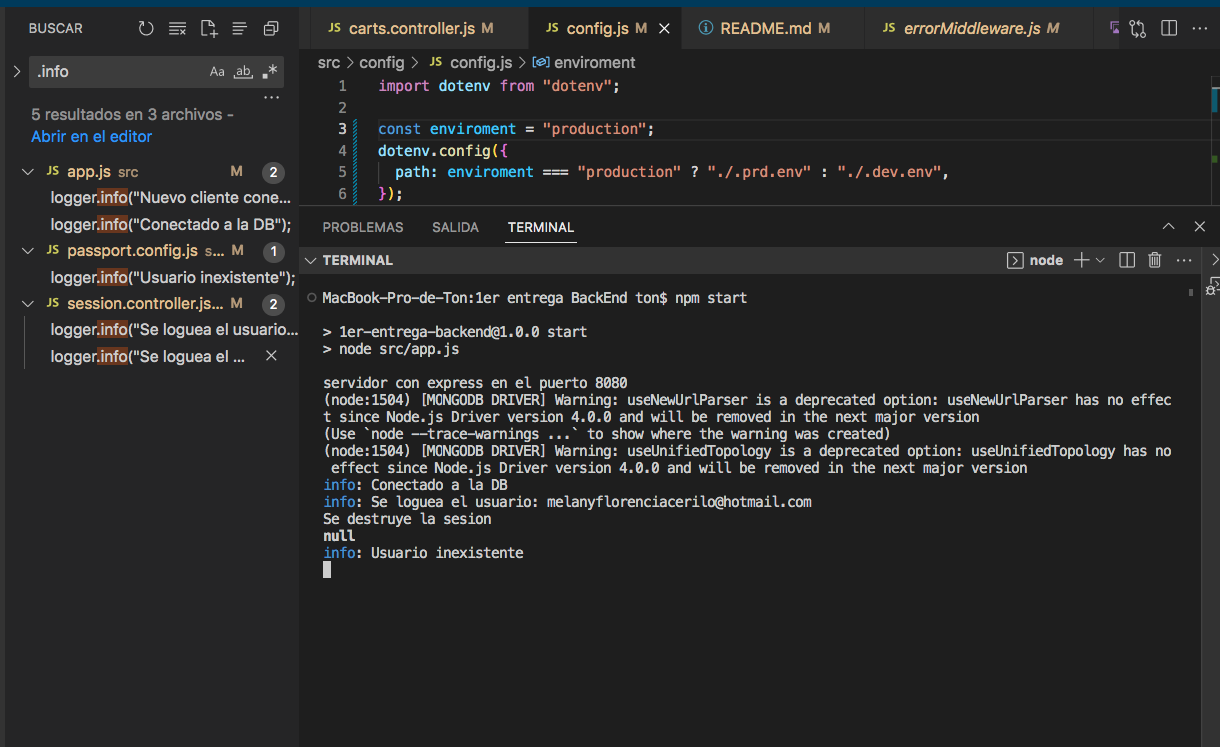 BUSCAR
.info
Aa ab .*
5 resultados en 3 archivos -
Abrir en el editor
JS app.js src M 2
logger.info("Nuevo cliente cone...
logger.info("Conectado a la DB");
JS passport.config.js s... M 1
logger.info("Usuario inexistente");
JS session.controller.js... M 2
logger.info("Se loguea el usuario...
logger.info("Se loguea el ...
JS carts.controller.js M
JS config.js M
README.md M
JS errorMiddleware.js M
src > config > JS config.js > enviroment
1 import dotenv from "dotenv";
2
3 const enviroment = "production";
4 dotenv.config({
5 path: enviroment === "production" ? "./.prd.env" : "./.dev.env",
6 });
PROBLEMAS SALIDA TERMINAL
TERMINAL
node
MacBook-Pro-de-Ton:1er entrega BackEnd ton$ npm start
> 1er-entrega-backend@1.0.0 start
> node src/app.js
servidor con express en el puerto 8080
(node:1504) [MONGODB DRIVER] Warning: useNewUrlParser is a deprecated option: useNewUrlParser has no effec
t since Node.js Driver version 4.0.0 and will be removed in the next major version
(Use `node --trace-warnings ...` to show where the warning was created)
(node:1504) [MONGODB DRIVER] Warning: useUnifiedTopology is a deprecated option: useUnifiedTopology has no
effect since Node.js Driver version 4.0.0 and will be removed in the next major version
info: Conectado a la DB
info: Se loguea el usuario: melanyflorenciacerilo@hotmail.com
Se destruye la sesion
null
info: Usuario inexistente